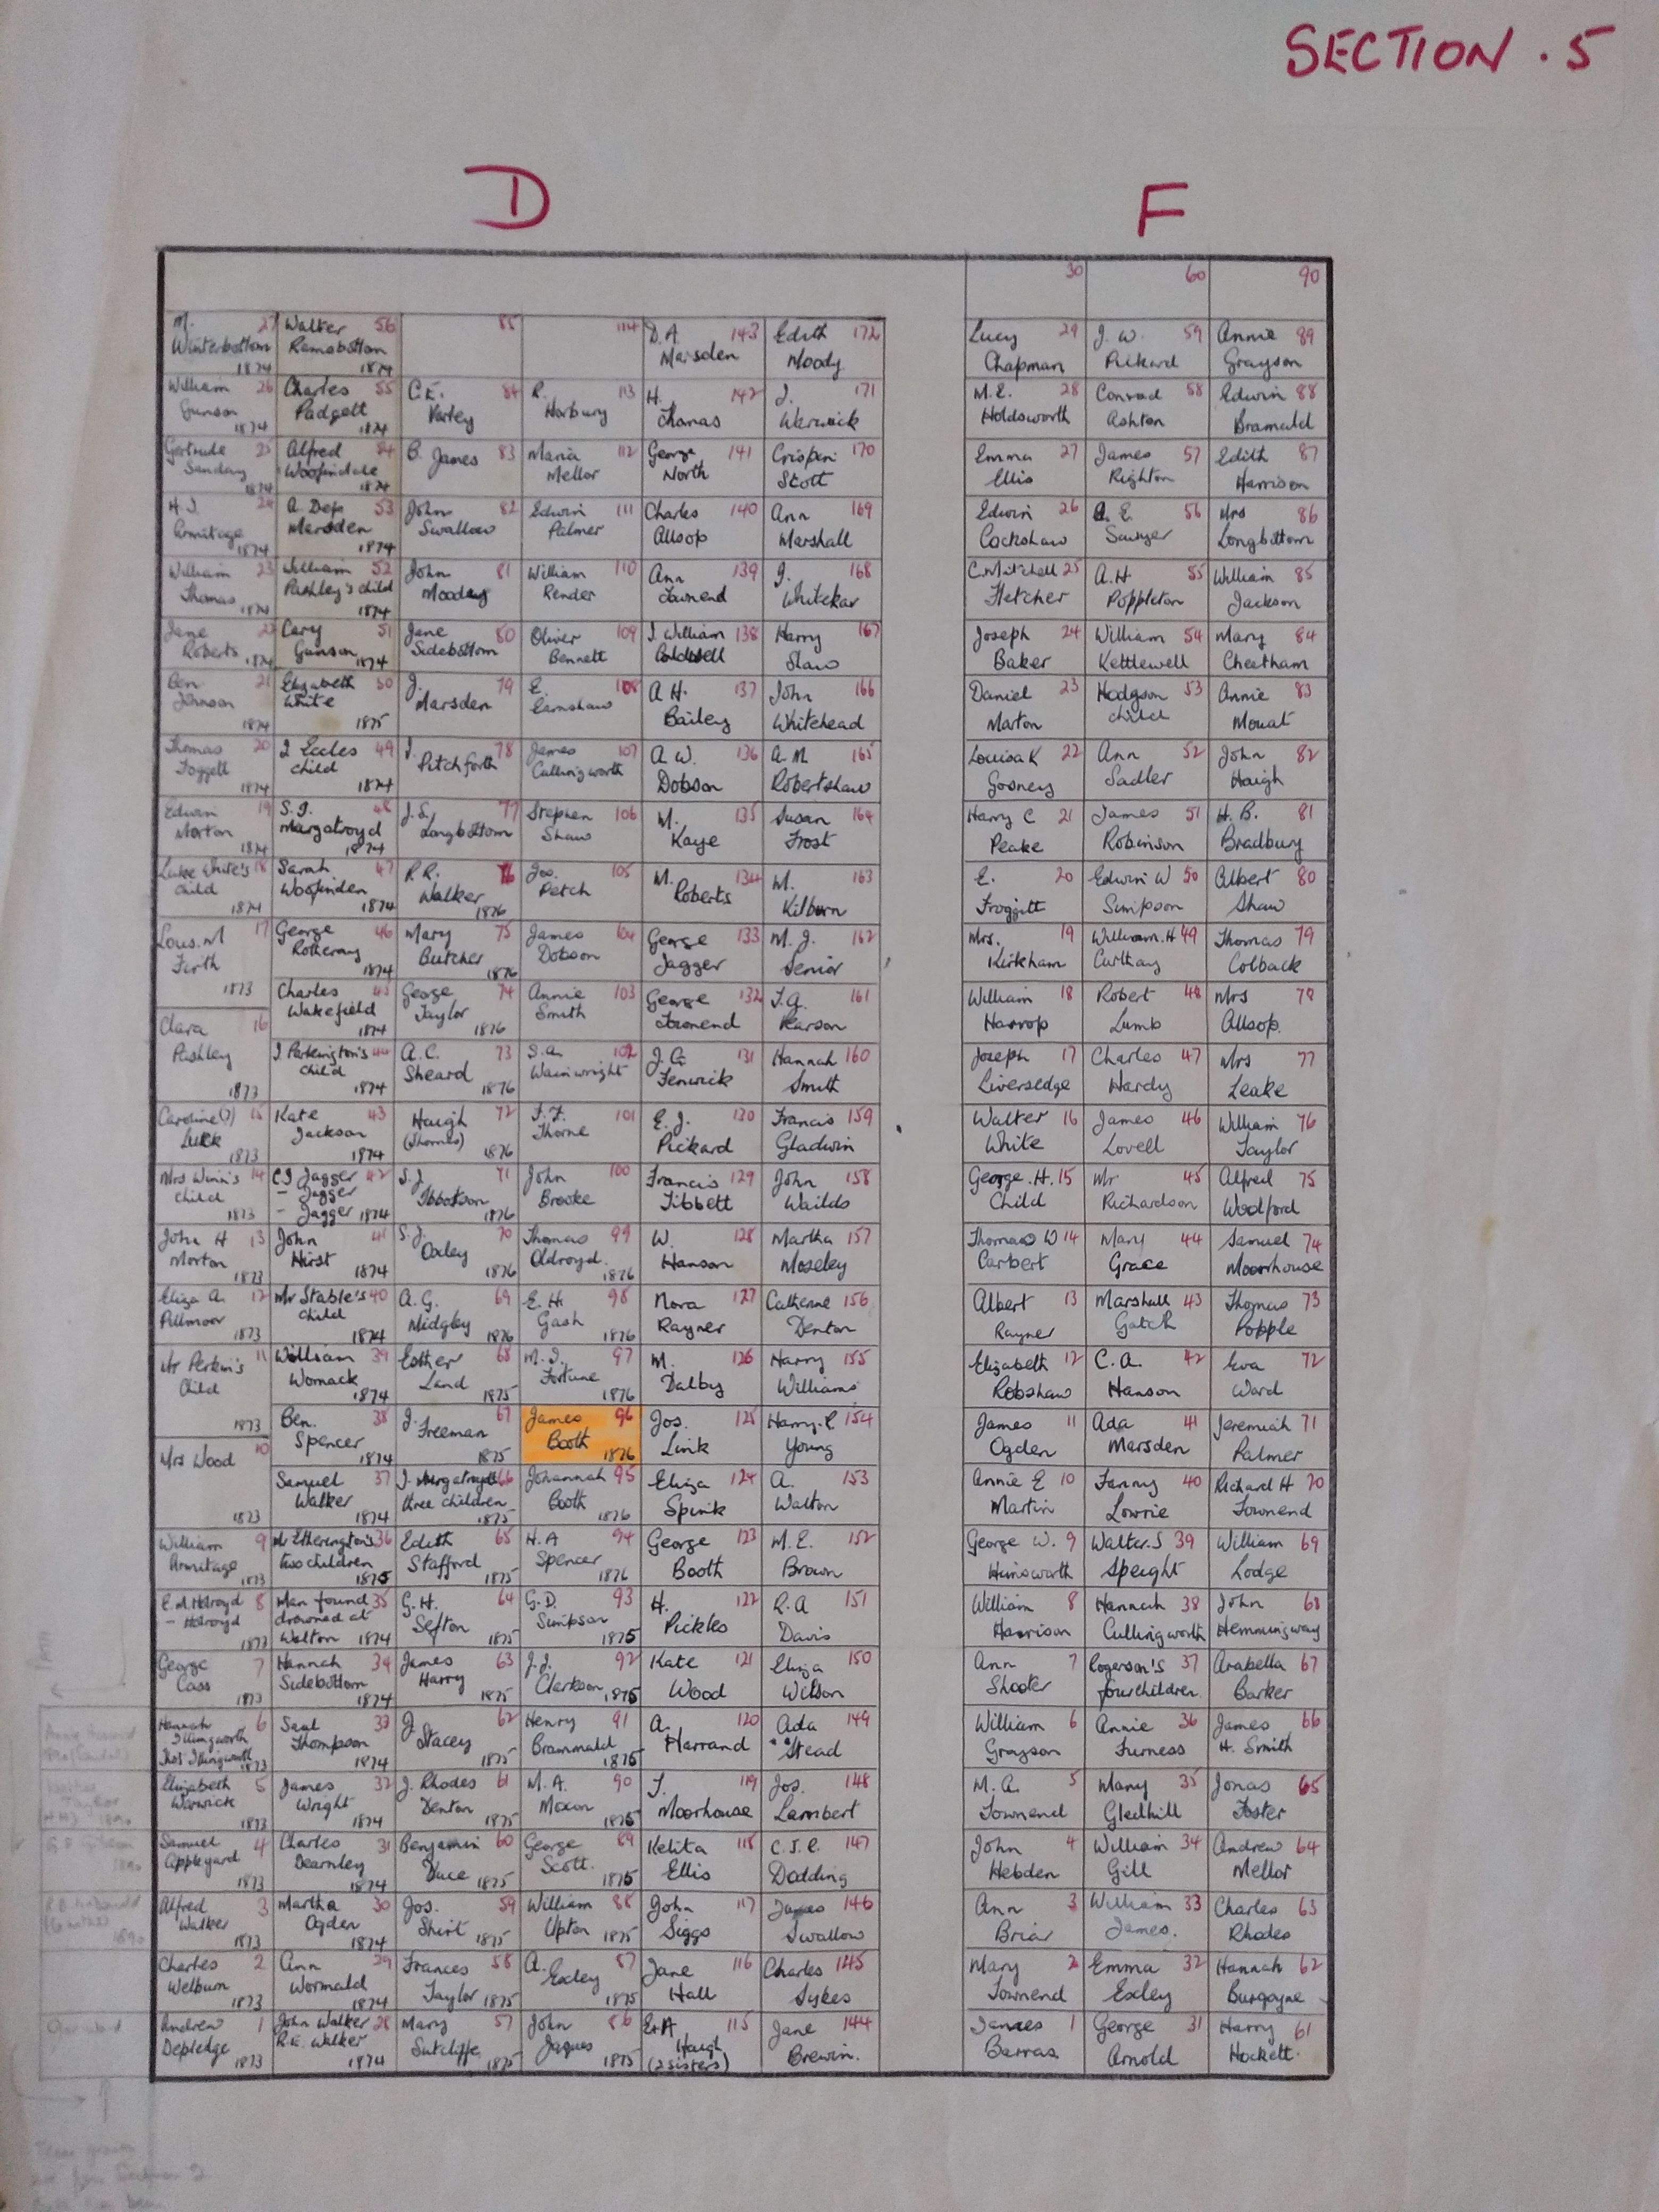 SECTION . 5
D
F
30 60 90
M. 27 Walter 56 85 114 D.A. 143 Edith 172 Lucy 29 J. W. 59 Annie 89
Winterbottom Ramsbottom Marsden Moody Chapman Pickard Grayson
1874 1874
William 26 Charles 55 C.E. 84 R. 113 H. 142 J. 171 M.E. 28 Conrad 58 Edwin 88
Gunson Padgett Varley Horbury Thomas Warwick Holdsworth Ashton Bramald
1874 1874
Gertrude 25 Alfred 54 B. James 83 Maria 112 George 141 Crispin 170 Emma 27 James 57 Edith 87
Sunday Woofindale Mellor North Scott Ellis Righton Harrison
1874 1874
H.J. 24 A. Dep 53 John 82 Edwin 111 Charles 140 Ann 169 Edwin 26 A. E. 56 Mrs 86
Armitage Marsden Swallow Palmer Allsop Marshall Cockshaw Sawyer Longbottom
1874 1874
William 23 William 52 John 81 William 110 Ann 139 J. 168 C.Mitchell 25 A.H 55 William 85
Thomas Pashley's child Moodey Render Townend Whitekar Fletcher Poppleton Jackson
1874 1874
Jane 22 Cary 51 Jane 80 Oliver 109 J. William 138 Harry 167 Joseph 24 William 54 Mary 84
Roberts Gunson Sidebottom Bennett Coldwell Shaw Baker Kettlewell Cheetham
1874 1874
Ben 21 Elizabeth 50 J. 79 E. 108 A H. 137 John 166 Daniel 23 Hodgson 53 Annie 83
Johnson White Marsden Earnshaw Bailey Whitehead Marton child Mouat
1874 1875
Thomas 20 J Eccles 49 J. 78 James 107 A W. 136 A. M. 165 Louisa K 22 Ann 52 John 82
Foggett child Pitchforth Cullingworth Dobson Robertshaw Gosney Sadler Haigh
1874 1874
Edwin 19 S.J. 48 J.S. 77 Stephen 106 M. 135 Susan 164 Harry C 21 James 51 H. B. 81
Morton Margatroyd Longbottom Shaw Kaye Frost Peake Robinson Bradbury
1874 1874
Luke White's 18 Sarah 47 R.R. 76 Jos. 105 M. 134 M. 163 E. 20 Edwin W 50 Albert 80
child Woofinden Walker Petch Roberts Kilburn Froggitt Simpson Shaw
1874 1874 1876
Lous. M 17 George 46 Mary 75 James 104 George 133 M. J. 162 Mrs. 19 William.H 49 Thomas 79
Firth Rothermy Butcher Dobson Jagger Senior Kirkham Curthay Colback
1873 1874 1876
Charles 45 George 74 Annie 103 George 132 J.A. 161 William 18 Robert 48 Mrs 78
Clara 16 Wakefield Taylor Smith Townend Pearson Harrop Lumb Allsop.
Pashley 1874 1876
J Parkington's 44 A.C. 73 S.A. 102 J.G 131 Hannah 160 Joseph 17 Charles 47 Mrs 77
child Sheard Wainwright Fenwick Smith Liversedge Hardy Leake
1873 1874 1876
Caroline(?) 15 Kate 43 Haigh 72 F.F. 101 E. J. 130 Francis 159 Walter 16 James 46 William 76
Luck Jackson (Thomas) Thorne Pickard Gladwin White Lovell Taylor
1873 1874 1876
Mrs Winn's 14 C J Jagger 42 S.J. 71 John 100 Francis 129 John 158 George .H. 15 Mr 45 Alfred 75
Child - Jagger Ibbotson Brooke Tibbett Waild Child Richardson Woodford
1873 - Jagger 1874 1876
John H 13 John 41 S.J. 70 Thomas 99 W. 128 Martha 157 Thomas W 14 Mary 44 Samuel 74
Morton Hirst Oxley Oldroyd Hanson Moseley Carbert Grace Moorhouse
1873 1874 1876 1876
Eliza A. 12 Mr Stable's 40 A.G. 69 E. H. 98 Nora 127 Catherine 156 Albert 13 Marshall 43 Thomas 73
Pillmoor child Midgley Gash Rayner Denton Rayner Gatch Popple
1873 1874 1876 1876
Mr Perkin's 11 William 39 Esther 68 M.J. 97 M. 126 Harry 155 Elizabeth 12 C.A. 42 Eva 72
Child Womack Land Fortune Dalby Williams Robshaw Hanson Ward
1874 1875 1876
1873 Ben. 38 J. 67 James 96 Jos. 125 Harry.R 154 James 11 Ada 41 Jeremiah 71
Spencer Freeman Booth Link Young Ogden Marsden Palmer
Mrs Wood 10 1874 1875 1876
Samuel 37 J. Murgatroyd 66 Johannah 95 Eliza 124 A. 153 Annie E 10 Fanny 40 Richard H 70
Walker three children Booth Spink Walton Martin Lowrie Townend
1873 1874 1875 1876
William 9 Mr Etherington's 36 Edith 65 H.A 94 George 123 M.E. 152 George W. 9 Walter.S 39 William 69
Armitage two children Stafford Spencer Booth Brown Hinsworth Speight Lodge
1873 1875 1875 1876
E.M.Holroyd 8 Man found 35 G.H. 64 G.D. 93 H. 122 R.A 151 William 8 Hannah 38 John 68
- Holroyd drowned at Sefton Simpson Pickles Davis Harrison Cullingworth Hemmingway
1873 Walton 1874 1875 1875
George 7 Hannah 34 James 63 J.J. 92 Kate 121 Eliza 150 Ann 7 Rogerson's 37 Arabella 67
Cass Sidebottom Harry Clarkson Wood Wilson Shooter four children Barker
1873 1874 1875 1875
Hannah 6 Saul 33 J. 62 Henry 91 A. 120 Ada 149 William 6 Annie 36 James 66
Illingworth Thompson Stacey Brammald Harrand Stead Grayson Furness H. Smith
Thos Illingworth 1873 1874 1875 1875
Elizabeth 5 James 32 J. Rhodes 61 M.A. 90 T. 119 Jos. 148 M.A. 5 Mary 35 Jonas 65
Warwick Wright Denton Moxon Moorhouse Lambert Townend Gledhill Foster
1873 1874 1875 1875
Samuel 4 Charles 31 Benjamin 60 George 89 Kelita 118 C.J.E. 147 John 4 William 34 Andrew 64
Appleyard Dearnley Duce Scott. Ellis Dodding Hebden Gill Mellor
1873 1874 1875 1875
Alfred 3 Martha 30 Jos. 59 William 88 John 117 James 146 Ann 3 William 33 Charles 63
Walker Ogden Shirt Upton Siggs Swallow Briar James. Rhodes
1873 1874 1875 1875
Charles 2 Ann 29 Frances 58 A. 87 Jane 116 Charles 145 Mary 2 Emma 32 Hannah 62
Welburn Wormald Taylor Exley Hall Sykes Townend Exley Burgoyne
1873 1874 1875 1875
Andrew 1 John Walker 28 Mary 57 John 86 E+A 115 Jane 144 James 1 George 31 Harry 61
Depledge R.E. Walker Sutcliffe Jaques Haigh Brewin. Barras Arnold Hockett.
1873 1874 1875 1875 (2 sisters)